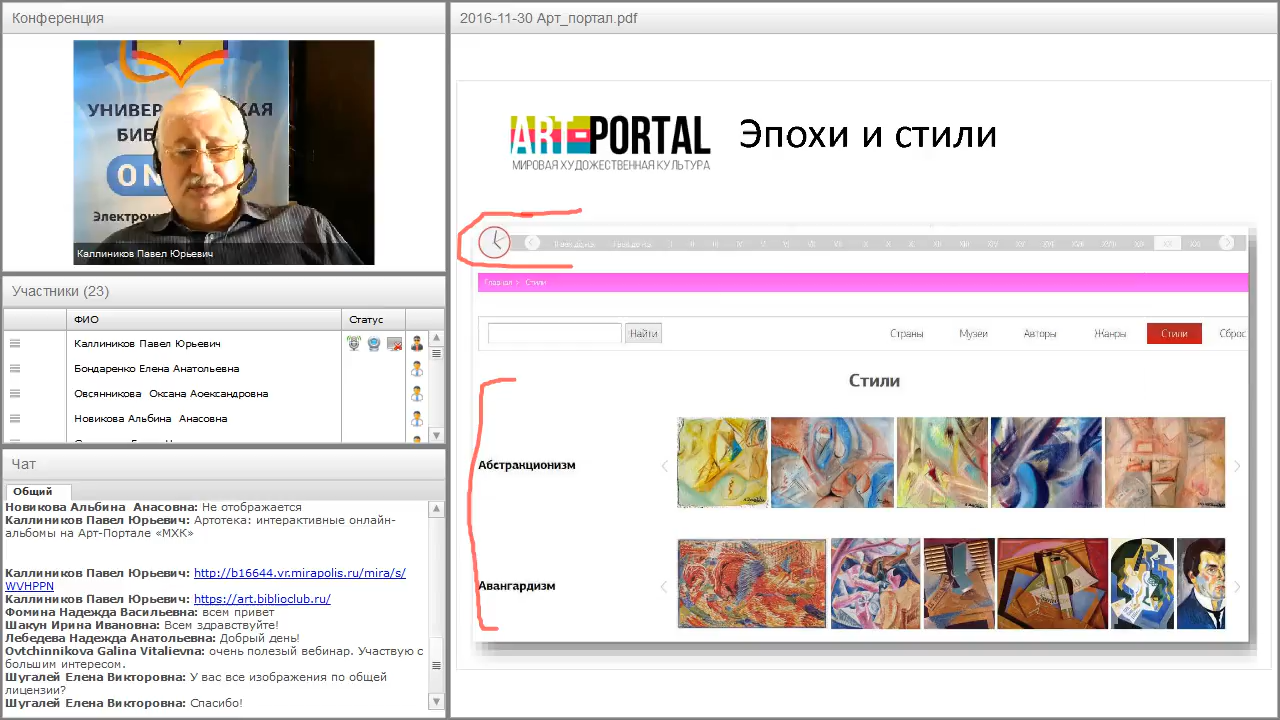 Конференция
УНИВЕР
КАЯ
БИБ
ON
Электрон
Каллиников Павел Юрьевич
Участники (23)
ФИО
Статус
Каллиников Павел Юрьевич
Бондаренко Елена Анатольевна
Овсянникова Оксана Аоександровна
Новикова Альбина Анасовна
Чат
Общий
Новикова Альбина Анасовна: Не отображается
Каллиников Павел Юрьевич: Артотека: интерактивные онлайн-
альбомы на Арт-Портале «МХК»
Каллиников Павел Юрьевич: http://b16644.vr.mirapolis.ru/mira/s/
WVHPPN
Каллиников Павел Юрьевич: https://art.biblioclub.ru/
Фомина Надежда Васильевна: всем привет
Шакун Ирина Ивановна: Всем здравствуйте!
Лебедева Надежда Анатольевна: Добрый день!
Ovtchinnikova Galina Vitalievna: очень полезый вебинар. Участвую с
большим интересом.
Шугалей Елена Викторовна: У вас все изображения по общей
лицензии?
Шугалей Елена Викторовна: Спасибо!
2016-11-30 Арт_портал.pdf
ART-PORTAL
МИРОВАЯ ХУДОЖЕСТВЕННАЯ КУЛЬТУРА
Эпохи и стили
Главная > Стили
Найти
Страны
Музеи
Авторы
Жанры
Стили
Сброс
Стили
Абстракционизм
Авангардизм